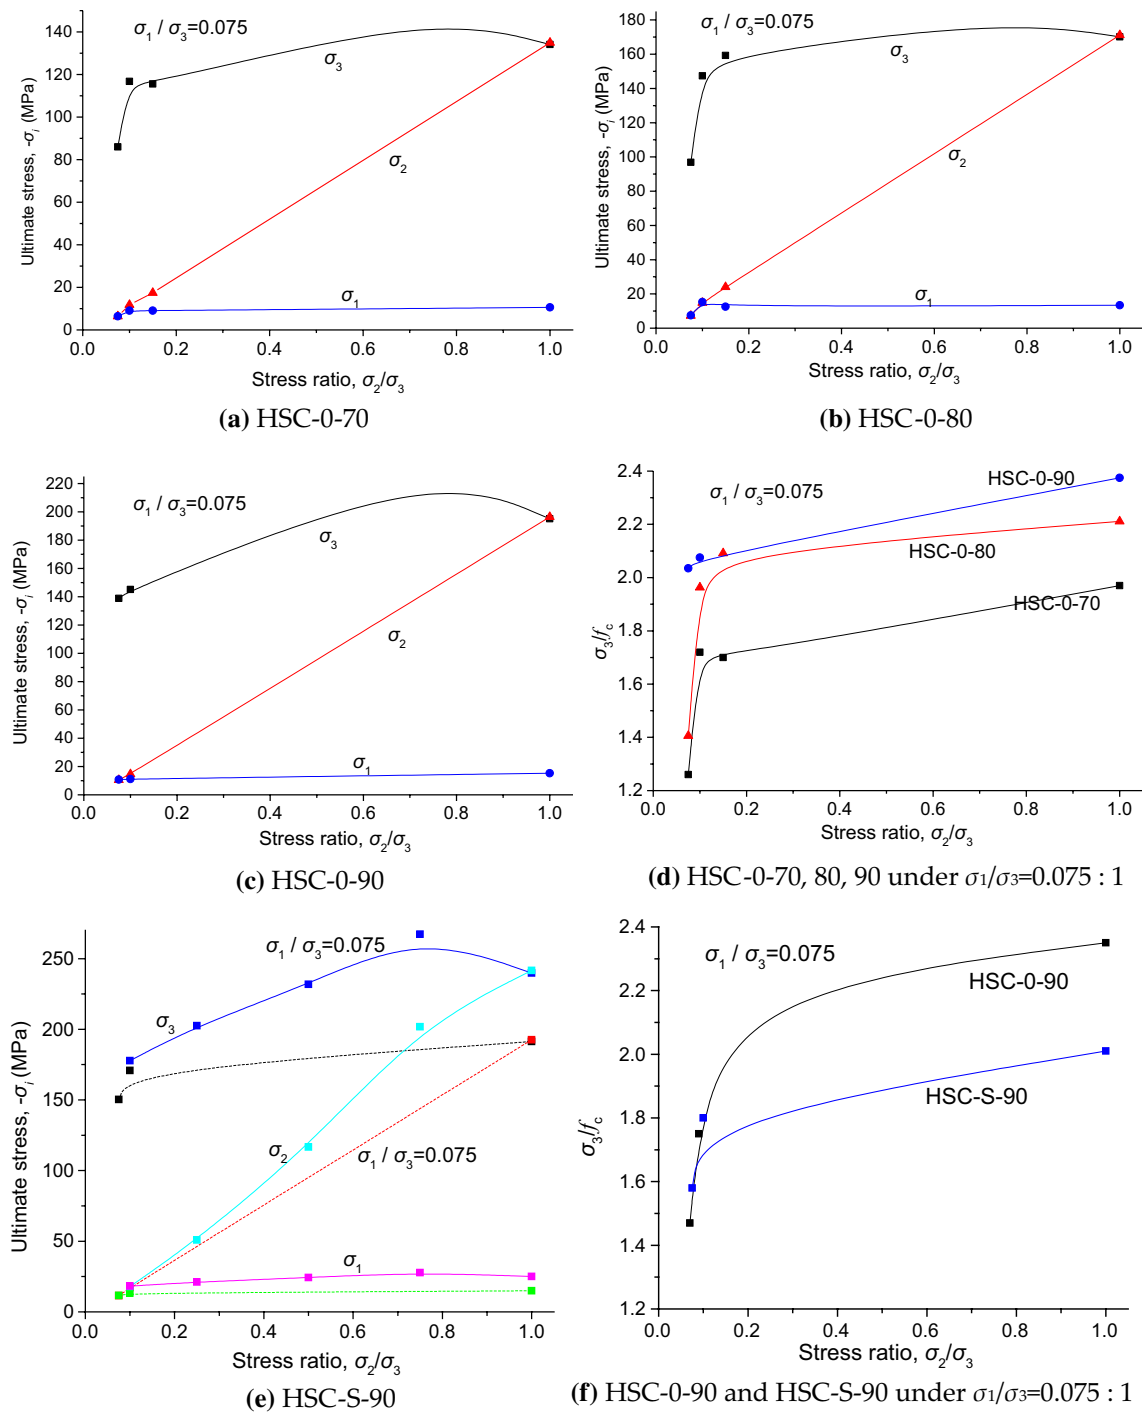 140
120
100
80
60
40
20
0
Ultimate stress, -σi (MPa)
σ1 / σ3=0.075
σ3
σ2
σ1
0.0 0.2 0.4 0.6 0.8 1.0
Stress ratio, σ2/σ3
(a) HSC-0-70
180
160
140
120
100
80
60
40
20
0
Ultimate stress, -σi (MPa)
σ1 / σ3=0.075
σ3
σ2
σ1
0.0 0.2 0.4 0.6 0.8 1.0
Stress ratio, σ2/σ3
(b) HSC-0-80
220
200
180
160
140
120
100
80
60
40
20
0
Ultimate stress, -σi (MPa)
σ1 / σ3=0.075
σ3
σ2
σ1
0.0 0.2 0.4 0.6 0.8 1.0
Stress ratio, σ2/σ3
(c) HSC-0-90
2.4
2.2
2.0
1.8
1.6
1.4
1.2
σ3/fc
σ1 / σ3=0.075
HSC-0-90
HSC-0-80
HSC-0-70
0.0 0.2 0.4 0.6 0.8 1.0
Stress ratio, σ2/σ3
(d) HSC-0-70, 80, 90 under σ1/σ3=0.075 : 1
250
200
150
100
50
0
Ultimate stress, -σi (MPa)
σ1 / σ3=0.075
σ3
σ2
σ1 / σ3=0.075
σ1
0.0 0.2 0.4 0.6 0.8 1.0
Stress ratio, σ2/σ3
(e) HSC-S-90
2.4
2.2
2.0
1.8
1.6
1.4
1.2
σ3/fc
σ1 / σ3=0.075
HSC-0-90
HSC-S-90
0.0 0.2 0.4 0.6 0.8 1.0
Stress ratio, σ2/σ3
(f) HSC-0-90 and HSC-S-90 under σ1/σ3=0.075 : 1